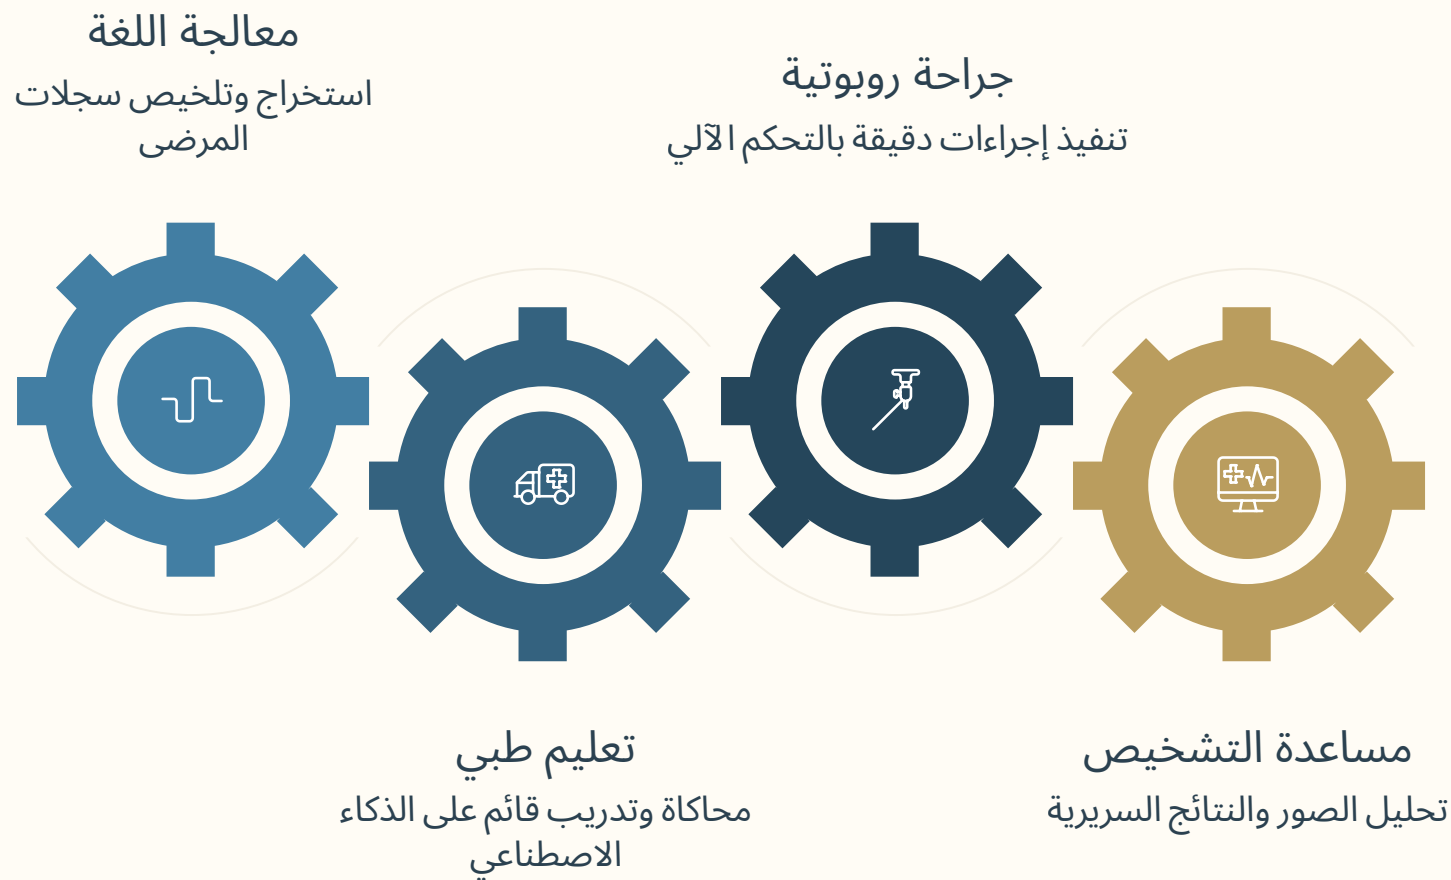 معالجة اللغة
استخراج وتلخيص سجلات
المرضى
جراحة روبوتية
تنفيذ إجراءات دقيقة بالتحكم الآلي
تعليم طبي
محاكاة وتدريب قائم على الذكاء
الاصطناعي
مساعدة التشخيص
تحليل الصور والنتائج السريرية